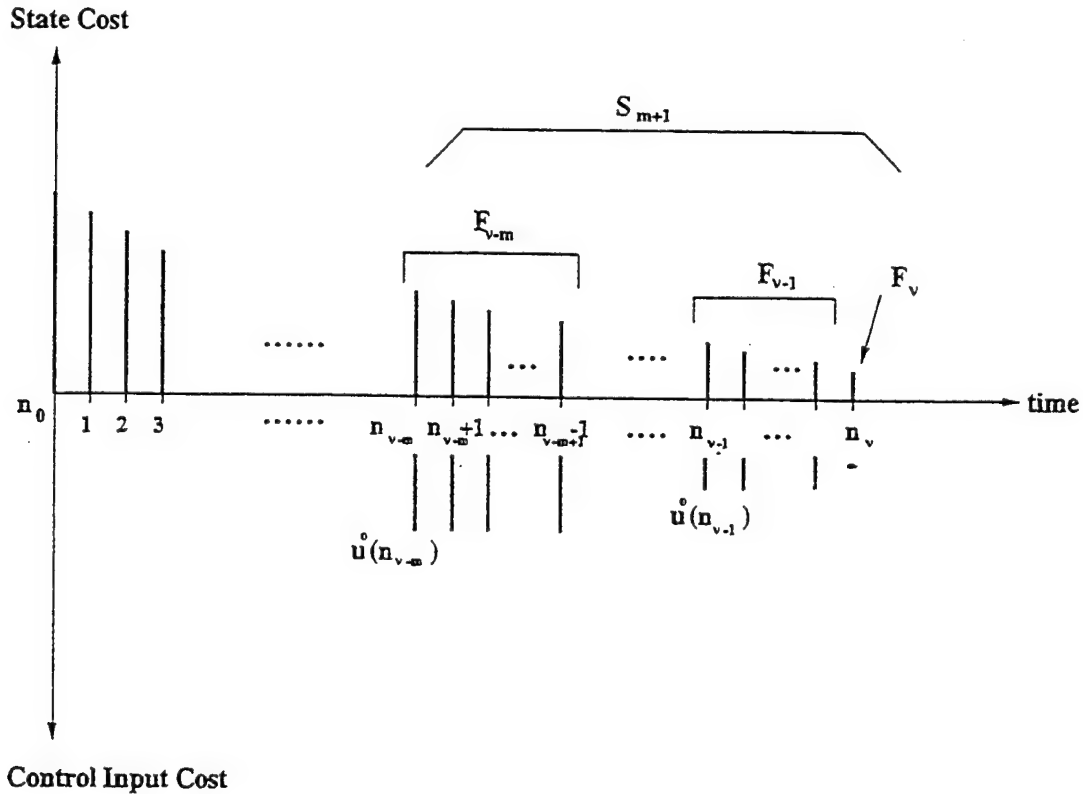 State Cost
S m+1
F ν-m
F ν-1
F ν
...... ... .... ...
n 0
time
1 2 3 ...... n ν-m n ν-m +1 ... n ν-m+1 -1 .... n ν-1 ... n ν
u° (n ν-m )
u° (n ν-1 )
Control Input Cost